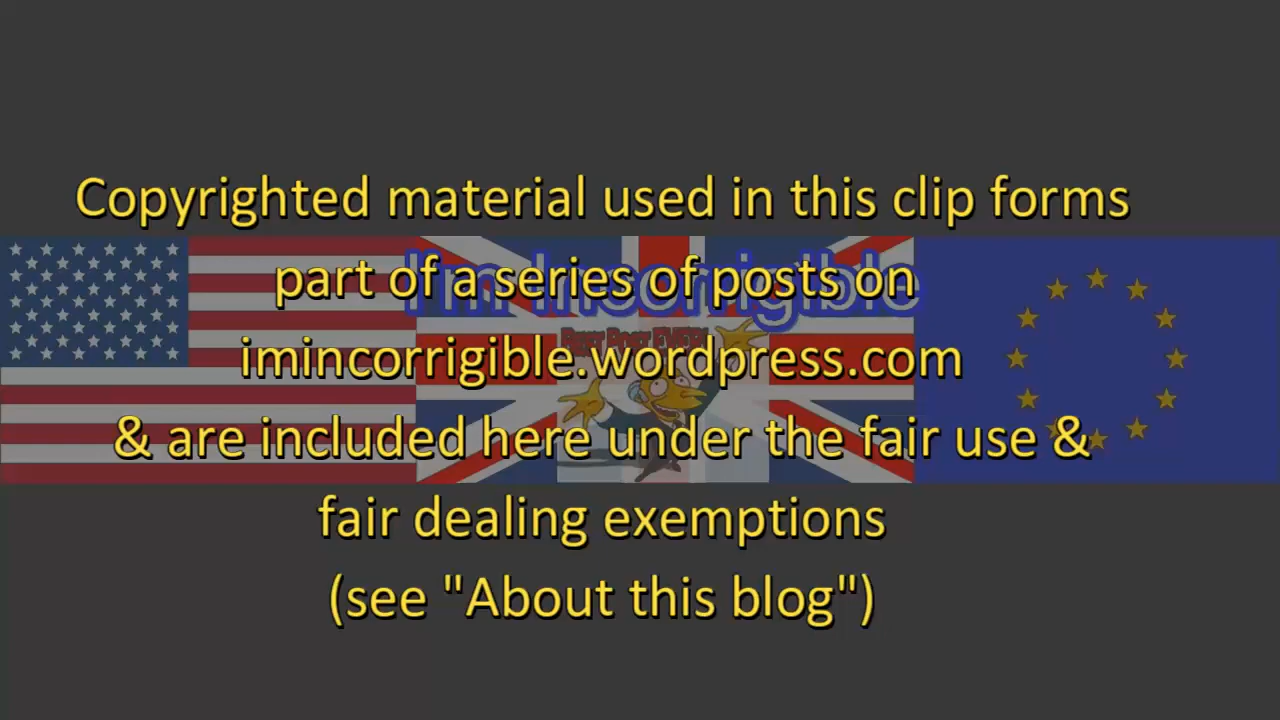 Copyrighted material used in this clip forms
part of a series of posts on
I'm Incorrigible
imincorrigible.wordpress.com
& are included here under the fair use &
fair dealing exemptions
(see "About this blog")